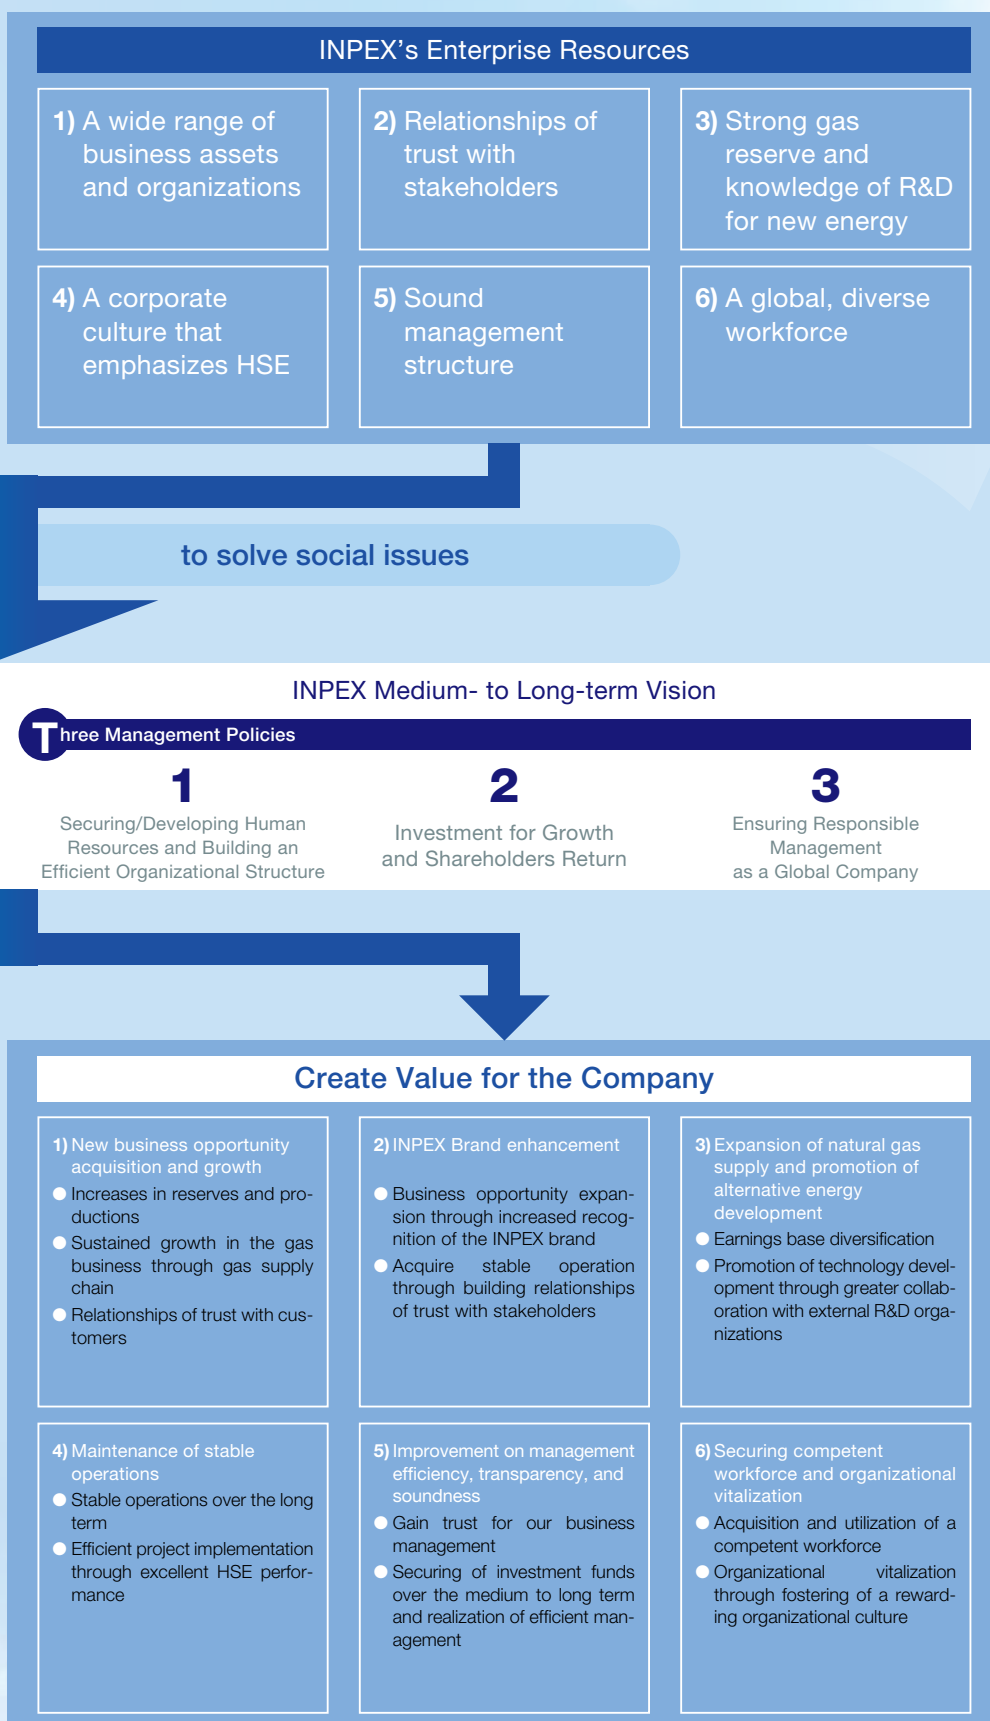 INPEX's Enterprise Resources
1) A wide range of
business assets
and organizations
2) Relationships of
trust with
stakeholders
3) Strong gas
reserve and
knowledge of R&D
for new energy
4) A corporate
culture that
emphasizes HSE
5) Sound
management
structure
6) A global, diverse
workforce
to solve social issues
INPEX Medium- to Long-term Vision
Three Management Policies
1
Securing/Developing Human
Resources and Building an
Efficient Organizational Structure
2
Investment for Growth
and Shareholders Return
3
Ensuring Responsible
Management
as a Global Company
Create Value for the Company
1) New business opportunity
acquisition and growth
● Increases in reserves and pro-
ductions
● Sustained growth in the gas
business through gas supply
chain
● Relationships of trust with cus-
tomers
2) INPEX Brand enhancement
● Business opportunity expan-
sion through increased recog-
nition of the INPEX brand
● Acquire stable operation
through building relationships
of trust with stakeholders
3) Expansion of natural gas
supply and promotion of
alternative energy
development
● Earnings base diversification
● Promotion of technology devel-
opment through greater collab-
oration with external R&D orga-
nizations
4) Maintenance of stable
operations
● Stable operations over the long
term
● Efficient project implementation
through excellent HSE perfor-
mance
5) Improvement on management
efficiency, transparency, and
soundness
● Gain trust for our business
management
● Securing of investment funds
over the medium to long term
and realization of efficient man-
agement
6) Securing competent
workforce and organizational
vitalization
● Acquisition and utilization of a
competent workforce
● Organizational vitalization
through fostering of a reward-
ing organizational culture